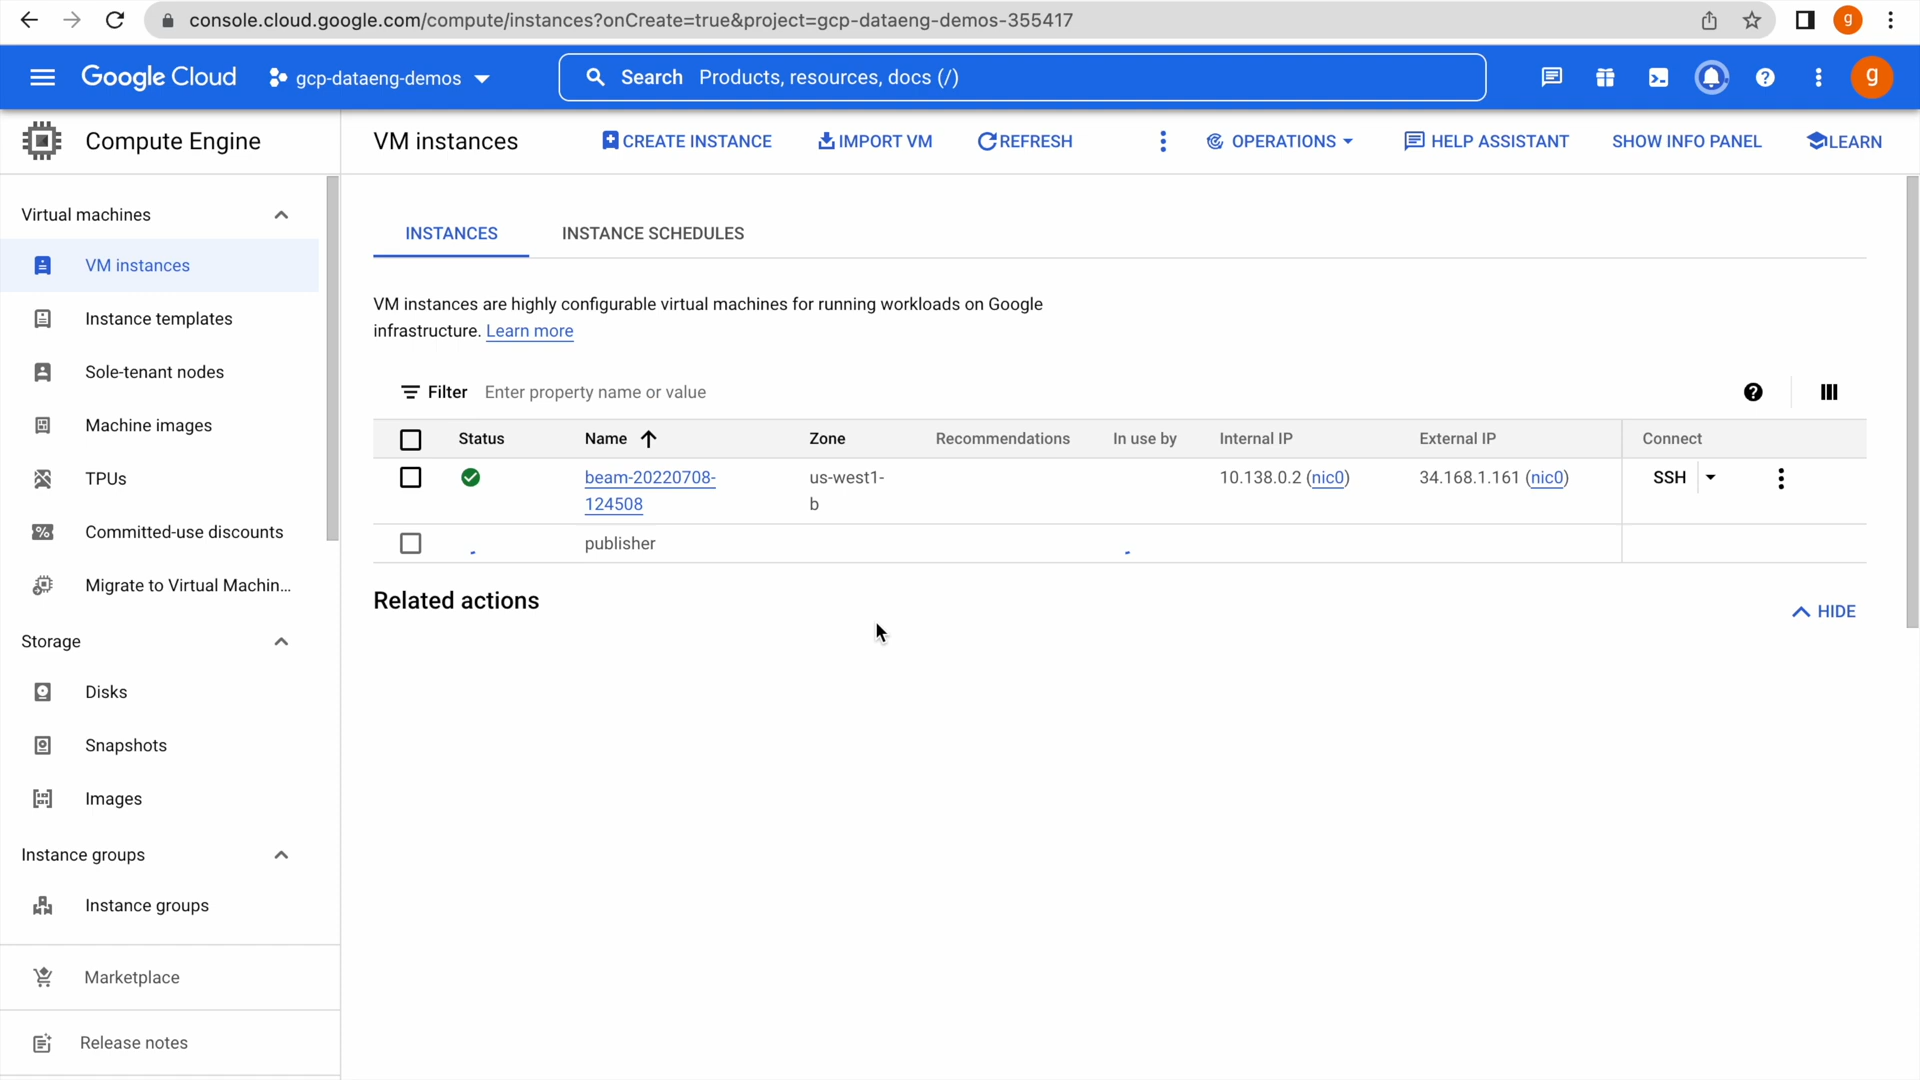 console.cloud.google.com/compute/instances?onCreate=true&project=gcp-dataeng-demos-355417
g
Google Cloud
gcp-dataeng-demos
Search Products, resources, docs (/)
g
Compute Engine
VM instances
CREATE INSTANCE
IMPORT VM
REFRESH
OPERATIONS
HELP ASSISTANT
SHOW INFO PANEL
LEARN
Virtual machines
VM instances
Instance templates
Sole-tenant nodes
Machine images
TPUs
Committed-use discounts
Migrate to Virtual Machin...
Storage
Disks
Snapshots
Images
Instance groups
Instance groups
Marketplace
Release notes
INSTANCES
INSTANCE SCHEDULES
VM instances are highly configurable virtual machines for running workloads on Google
infrastructure. Learn more
Filter Enter property name or value
Status Name Zone Recommendations In use by Internal IP External IP Connect
beam-20220708- us-west1- 10.138.0.2 (nic0) 34.168.1.161 (nic0) SSH
124508 b
publisher
Related actions
HIDE